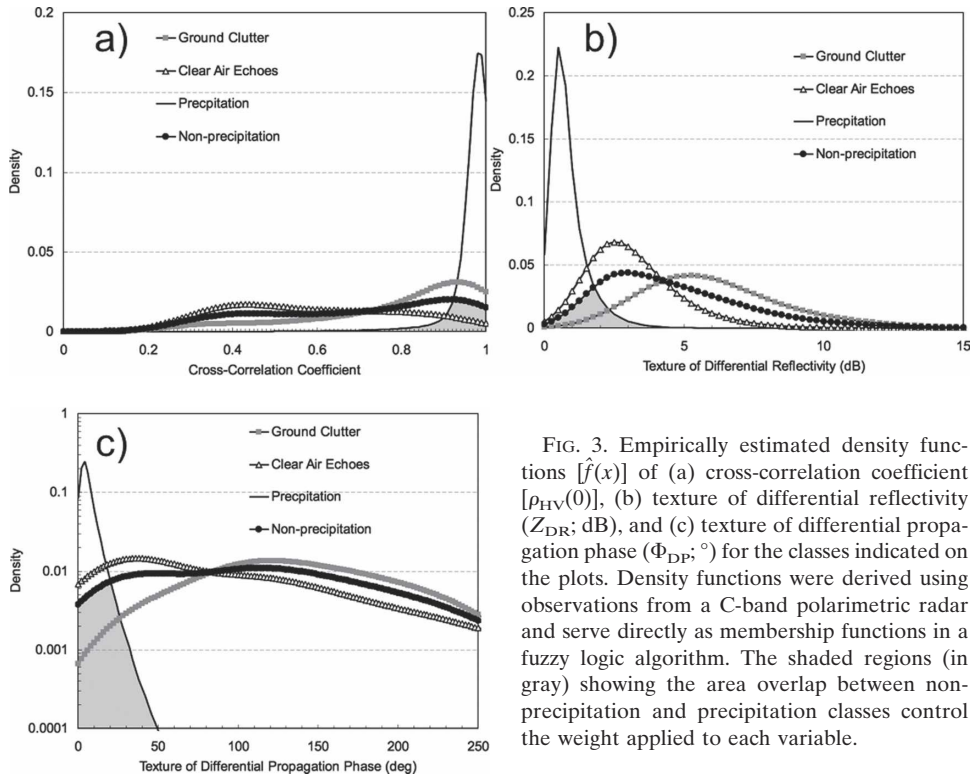 0.2
a)
Ground Clutter
Clear Air Echoes
Precpitation
Non-precipitation
0.15
0.1
0.05
0
Density
0 0.2 0.4 0.6 0.8 1
Cross-Correlation Coefficient
0.25
b)
Ground Clutter
Clear Air Echoes
Precpitation
Non-precipitation
0.2
0.15
0.1
0.05
0
Density
0 5 10 15
Texture of Differential Reflectivity (dB)
1
c)
Ground Clutter
Clear Air Echoes
Precpitation
Non-precipitation
0.1
0.01
0.001
0.0001
Density
0 50 100 150 200 250
Texture of Differential Propagation Phase (deg)
FIG. 3. Empirically estimated density func-
tions [f̂(x)] of (a) cross-correlation coefficient
[ρHV(0)], (b) texture of differential reflectivity
(ZDR; dB), and (c) texture of differential propa-
gation phase (ΦDP; °) for the classes indicated on
the plots. Density functions were derived using
observations from a C-band polarimetric radar
and serve directly as membership functions in a
fuzzy logic algorithm. The shaded regions (in
gray) showing the area overlap between non-
precipitation and precipitation classes control
the weight applied to each variable.